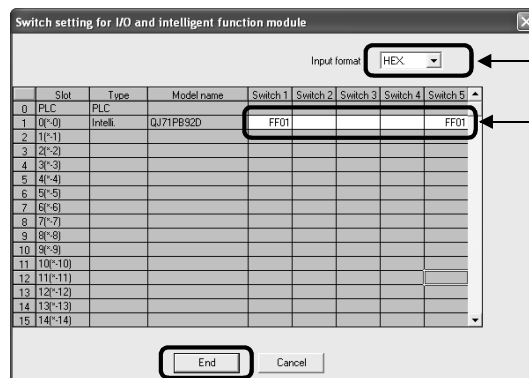 Switch setting for I/O and intelligent function module
Input format HEX.
Slot Type Model name Switch 1 Switch 2 Switch 3 Switch 4 Switch 5
0 PLC PLC
1 0(*-0) Intelli. QJ71PB92D FF01 FF01
2 1(*-1)
3 2(*-2)
4 3(*-3)
5 4(*-4)
6 5(*-5)
7 6(*-6)
8 7(*-7)
9 8(*-8)
10 9(*-9)
11 10(*-10)
12 11(*-11)
13 12(*-12)
14 13(*-13)
15 14(*-14)
End Cancel